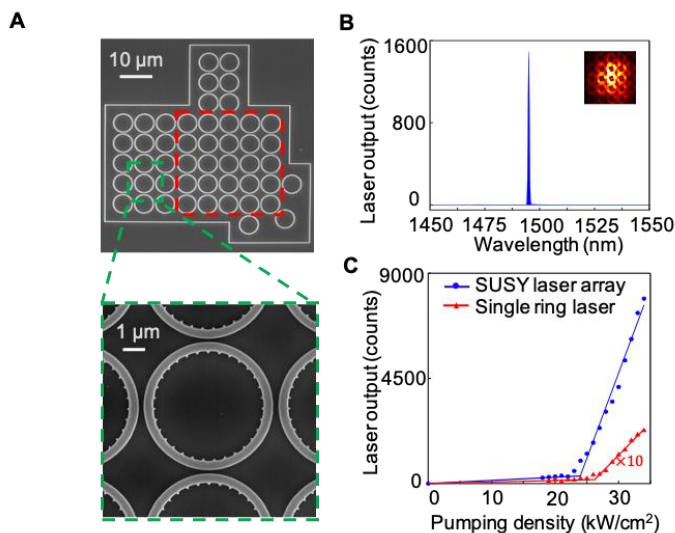 A
10 µm
1 µm
B
Laser output (counts)
1600
800
0
1450
1475
1500
1525
1550
Wavelength (nm)
C
Laser output (counts)
9000
4500
0
SUSY laser array
Single ring laser
×10
0
10
20
30
Pumping density (kW/cm²)